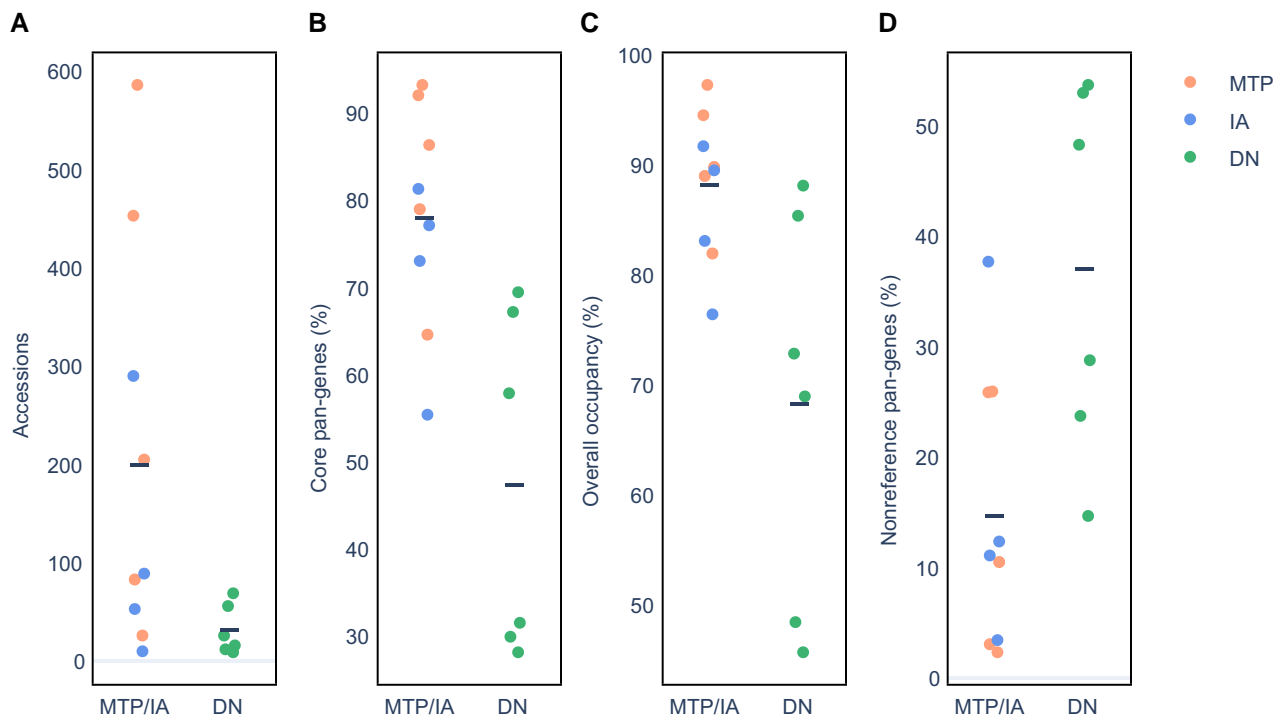 A
B
C
D
Accessions
600
500
400
300
200
100
0
MTP/IA
DN
Core pan-genes (%)
90
80
70
60
50
40
30
MTP/IA
DN
Overall occupancy (%)
100
90
80
70
60
50
MTP/IA
DN
Nonreference pan-genes (%)
50
40
30
20
10
0
MTP/IA
DN
MTP
IA
DN